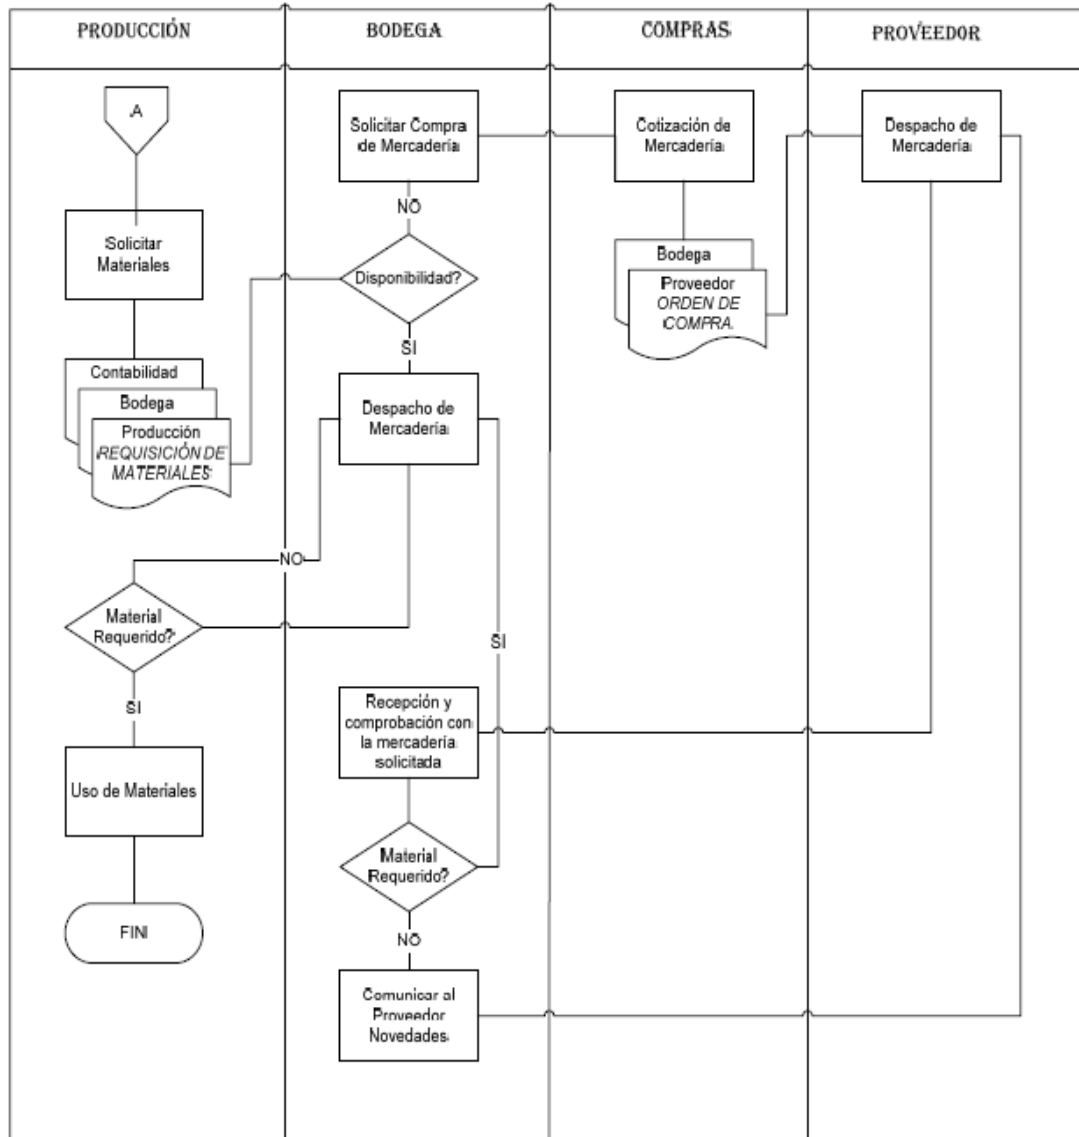 PRODUCCIÓN
BODEGA
COMPRAS
PROVEEDOR
A
Solicitar
Materiales
Contabilidad
Bodega
Producción
REQUISICIÓN DE
MATERIALES
NO
Material
Requerido?
SI
Uso de Materiales
FIN
Solicitar Compra
de Mercadería
NO
Disponibilidad?
SI
Despacho de
Mercadería
SI
Recepción y
comprobación con
la mercadería
solicitada
Material
Requerido?
NO
Comunicar al
Proveedor
Novedades
Cotización de
Mercadería
Bodega
Proveedor
ORDEN DE
COMPRA
Despacho de
Mercadería